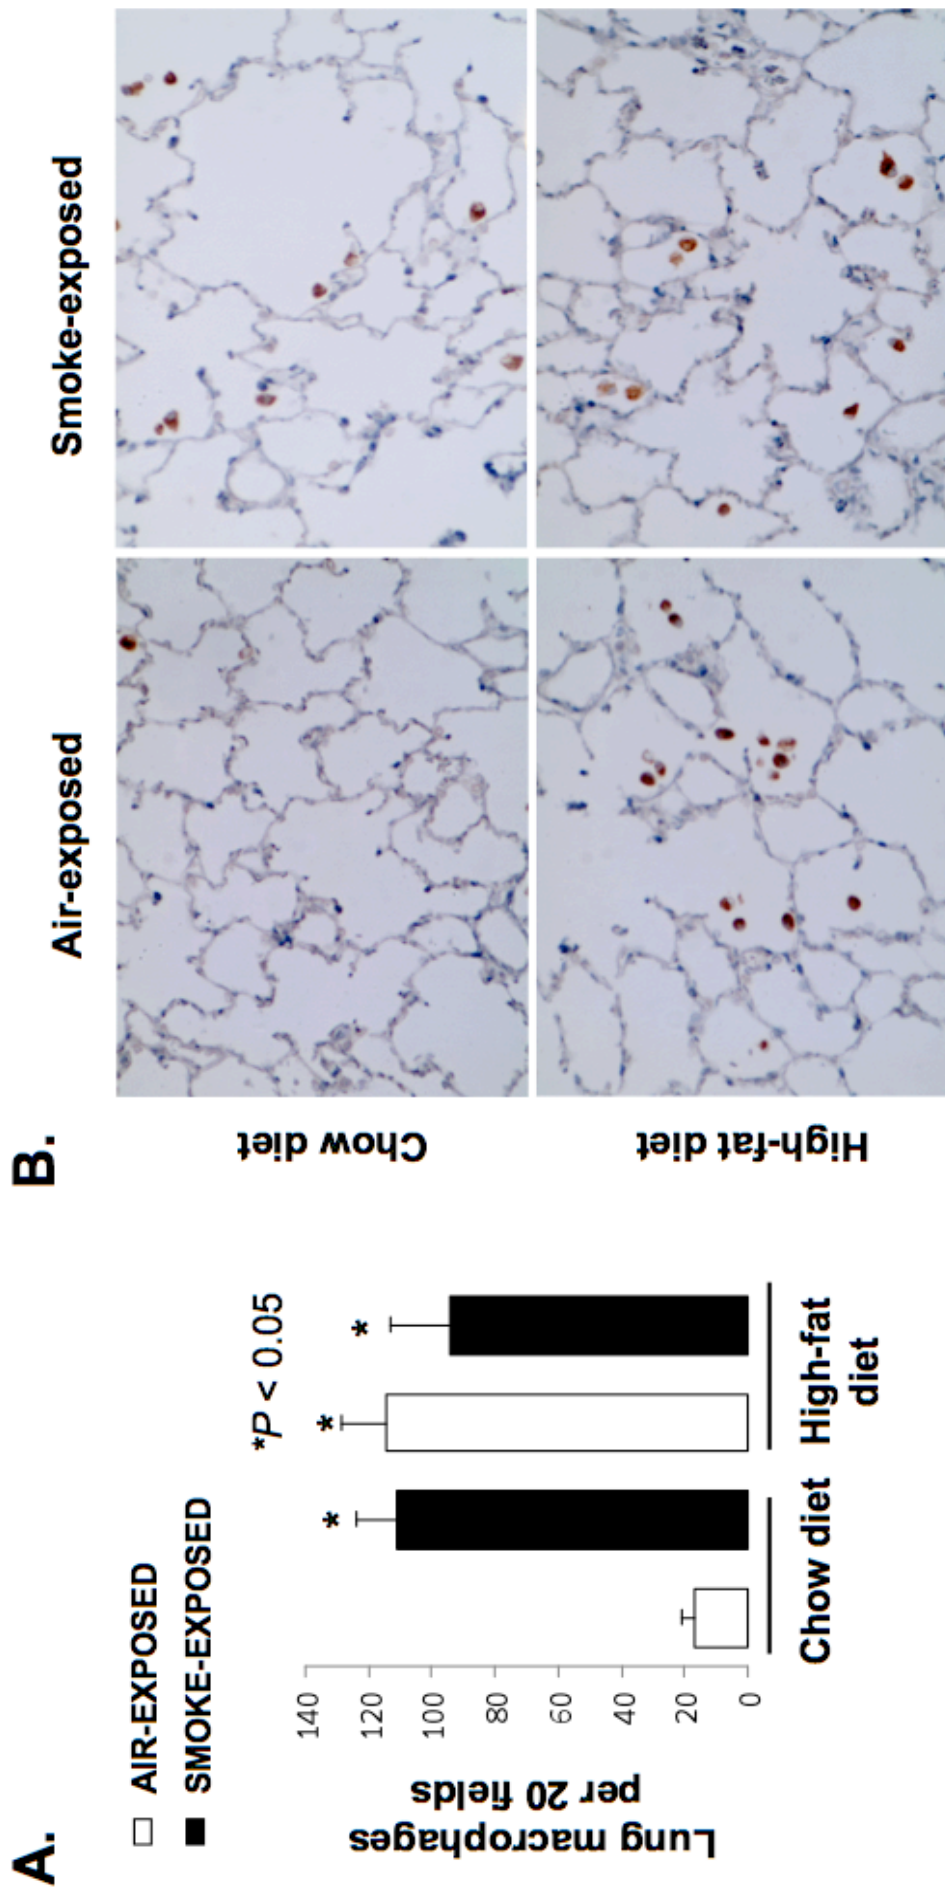 A.
AIR-EXPOSED
SMOKE-EXPOSED
*P < 0.05
Lung macrophages
per 20 fields
140
120
100
80
60
40
20
0
*
*
*
Chow diet
High-fat
diet
B.
Air-exposed
Smoke-exposed
Chow diet
High-fat diet